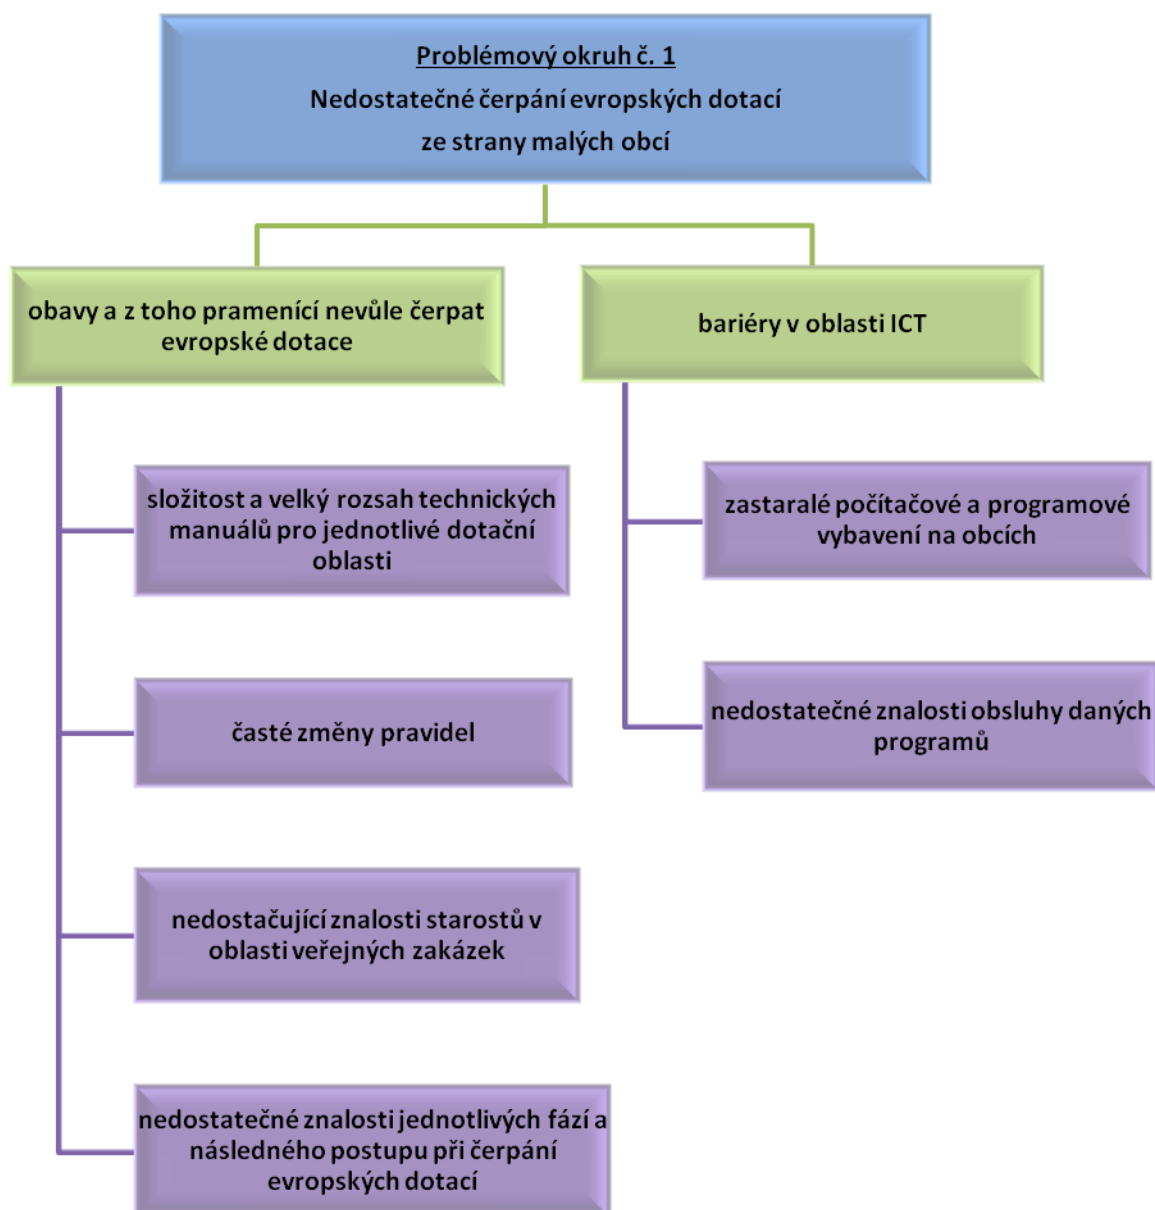 Problémový okruh č. 1
Nedostatečné čerpání evropských dotací
ze strany malých obcí
obavy a z toho pramenící nevůle čerpat
evropské dotace
bariéry v oblasti ICT
složitost a velký rozsah technických
manuálů pro jednotlivé dotační
oblasti
časté změny pravidel
nedostačující znalosti starostů v
oblasti veřejných zakázek
nedostatečné znalosti jednotlivých fází a
následného postupu při čerpání
evropských dotací
zastaralé počítačové a programové
vybavení na obcích
nedostatečné znalosti obsluhy daných
programů